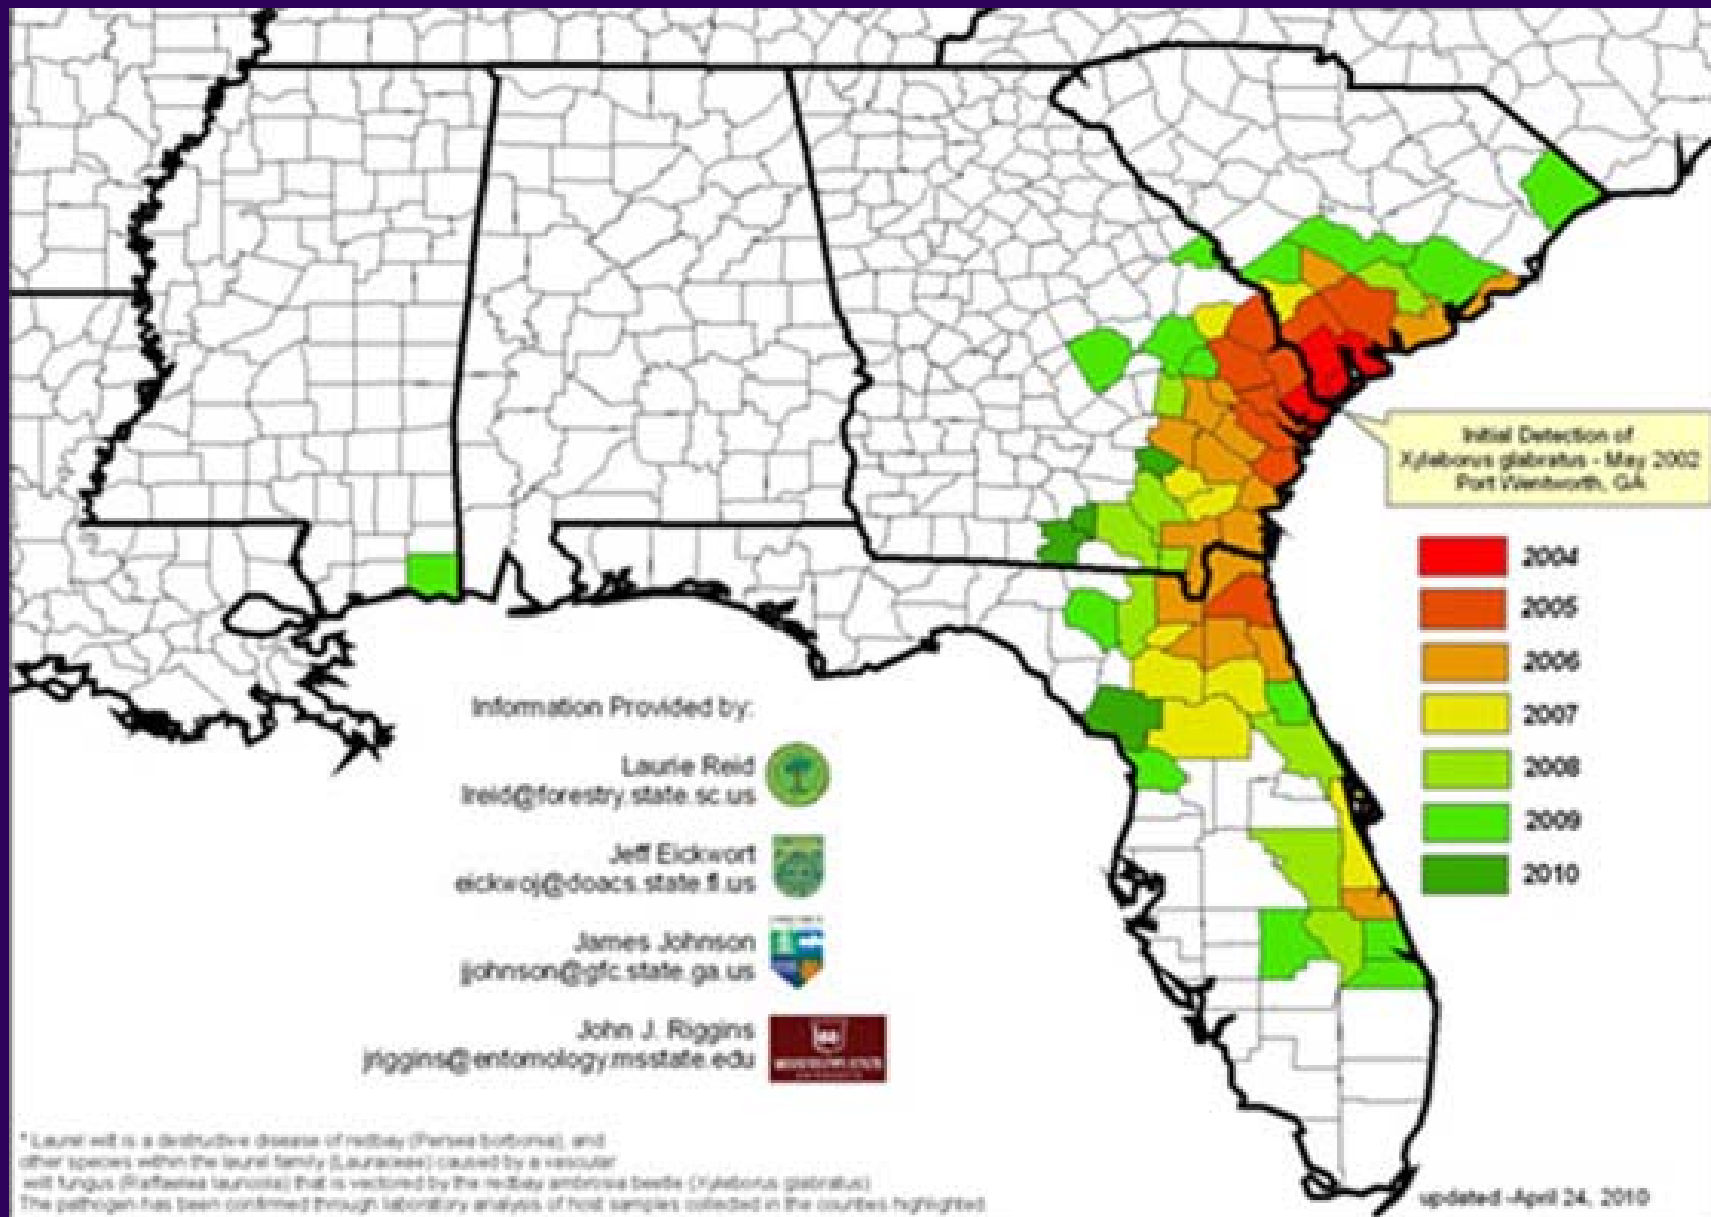 Initial Detection of
Xyleborus glabratus - May 2002
Port Wentworth, GA
2004
2005
2006
2007
2008
2009
2010
Information Provided by:
Laurie Reid
lreid@forestry.state.sc.us
Jeff Eickwort
eickwoj@doacs.state.fl.us
James Johnson
jjohnson@gfc.state.ga.us
John J. Riggins
jriggins@entomology.msstate.edu
* Laurel wilt is a destructive disease of redbay (Persea borbonia), and
other species within the laurel family (Lauraceae) caused by a vascular
wilt fungus (Raffaelea lauricola) that is vectored by the redbay ambrosia beetle (Xyleborus glabratus)
The pathogen has been confirmed through laboratory analysis of host samples collected in the counties highlighted
updated -April 24, 2010